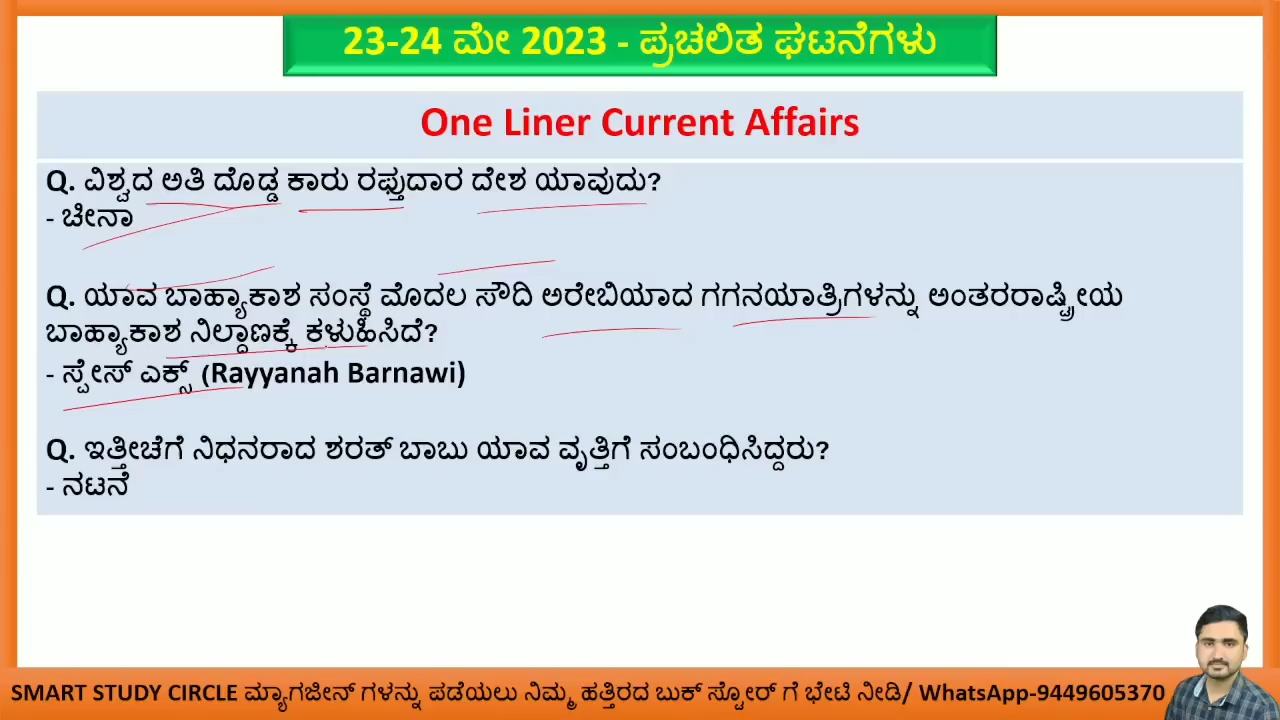 23-24 ಮೇ 2023 - ಪ್ರಚಲಿತ ಘಟನೆಗಳು
One Liner Current Affairs
Q. ವಿಶ್ವದ ಅತಿ ದೊಡ್ಡ ಕಾರು ರಫ್ತುದಾರ ದೇಶ ಯಾವುದು?
- ಚೀನಾ
Q. ಯಾವ ಬಾಹ್ಯಾಕಾಶ ಸಂಸ್ಥೆ ಮೊದಲ ಸೌದಿ ಅರೇಬಿಯಾದ ಗಗನಯಾತ್ರಿಗಳನ್ನು ಅಂತರರಾಷ್ಟ್ರೀಯ
ಬಾಹ್ಯಾಕಾಶ ನಿಲ್ದಾಣಕ್ಕೆ ಕಳುಹಿಸಿದೆ?
- ಸ್ಪೇಸ್ ಎಕ್ಸ್ (Rayyanah Barnawi)
Q. ಇತ್ತೀಚೆಗೆ ನಿಧನರಾದ ಶರತ್ ಬಾಬು ಯಾವ ವೃತ್ತಿಗೆ ಸಂಬಂಧಿಸಿದ್ದರು?
- ನಟನೆ
SMART STUDY CIRCLE ಮ್ಯಾಗಜೀನ್ ಗಳನ್ನು ಪಡೆಯಲು ನಿಮ್ಮ ಹತ್ತಿರದ ಬುಕ್ ಸ್ಟೋರ್ ಗೆ ಭೇಟಿ ನೀಡಿ/ WhatsApp-9449605370